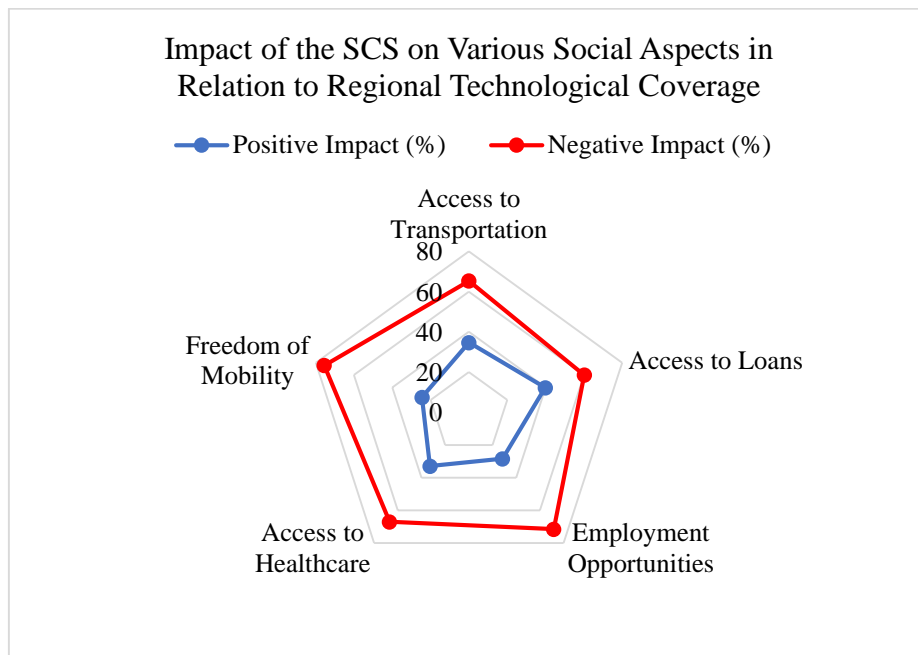 Impact of the SCS on Various Social Aspects in
Relation to Regional Technological Coverage
Positive Impact (%)
Negative Impact (%)
Access to
Transportation
80
60
40
20
0
Access to Loans
Employment
Opportunities
Access to
Healthcare
Freedom of
Mobility